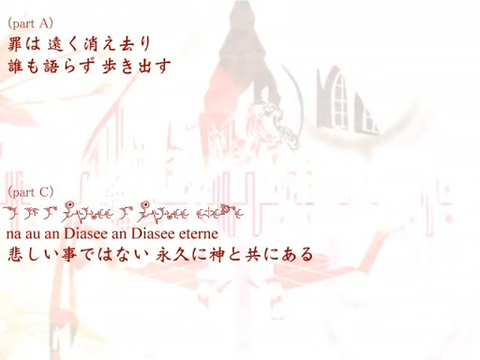 (part A)
罪は 遠く消え去り
誰も語らず 歩き出す
(part C)
na au an Diasee an Diasee eterne
悲しい事ではない 永久に神と共にある